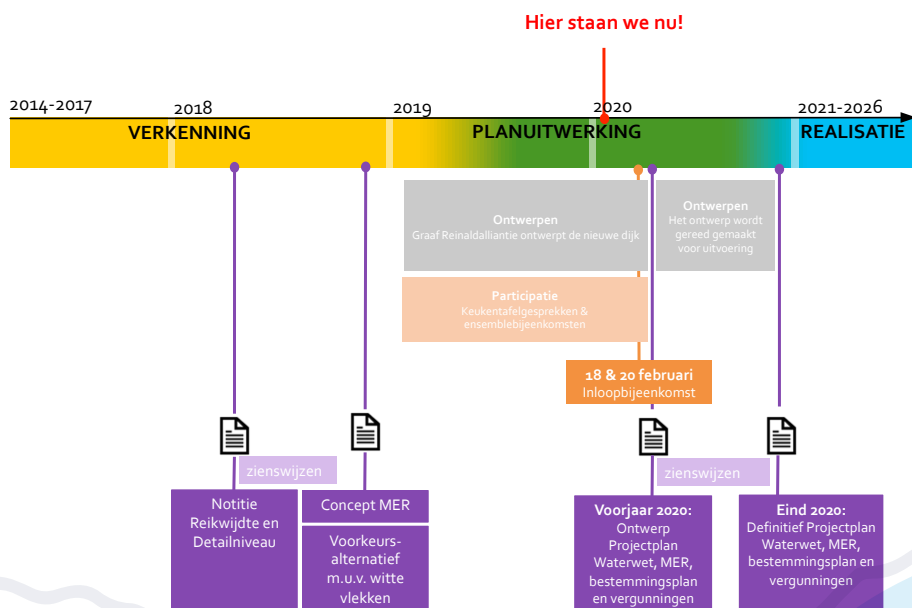 Hier staan we nu!
2014-2017
2018
2019
2020
2021-2026
VERKENNING
PLANUITWERKING
REALISATIE
Ontwerpen
Graaf Reinaldalliantie ontwerpt de nieuwe dijk
Ontwerpen
Het ontwerp wordt
gereed gemaakt
voor uitvoering
Participatie
Keukentafelgesprekken &
ensemblebijeenkomsten
18 & 20 februari
Inloopbijeenkomst
zienswijzen
zienswijzen
Notitie
Reikwijdte en
Detailniveau
Concept MER
Voorkeurs-
alternatief
m.u.v. witte
vlekken
Voorjaar 2020:
Ontwerp
Projectplan
Waterwet, MER,
bestemmingsplan
en vergunningen
Eind 2020:
Definitief Projectplan
Waterwet, MER,
bestemmingsplan en
vergunningen